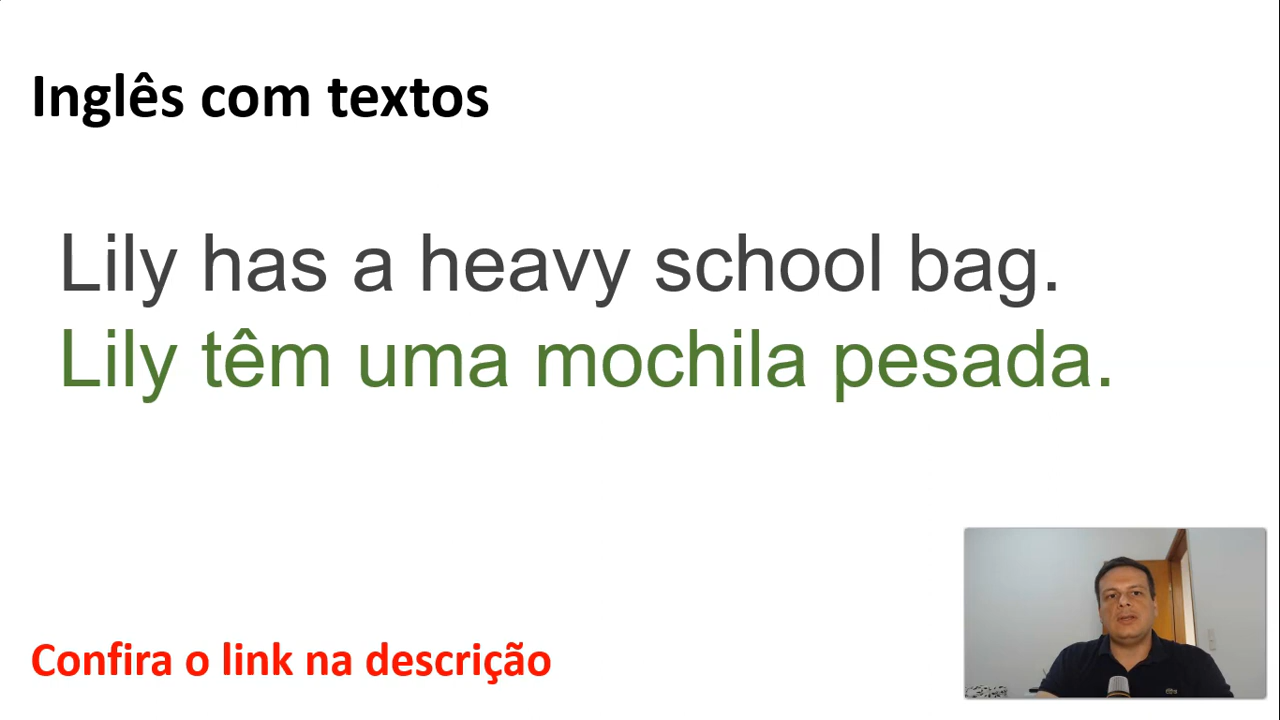 Inglês com textos
Lily has a heavy school bag.
Lily têm uma mochila pesada.
Confira o link na descrição